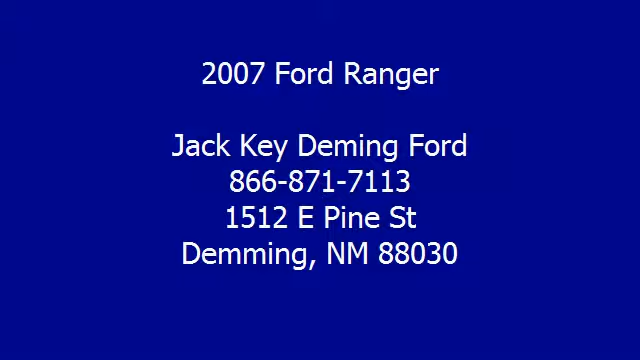 2007 Ford Ranger
Jack Key Deming Ford
866-871-7113
1512 E Pine St
Demming, NM 88030